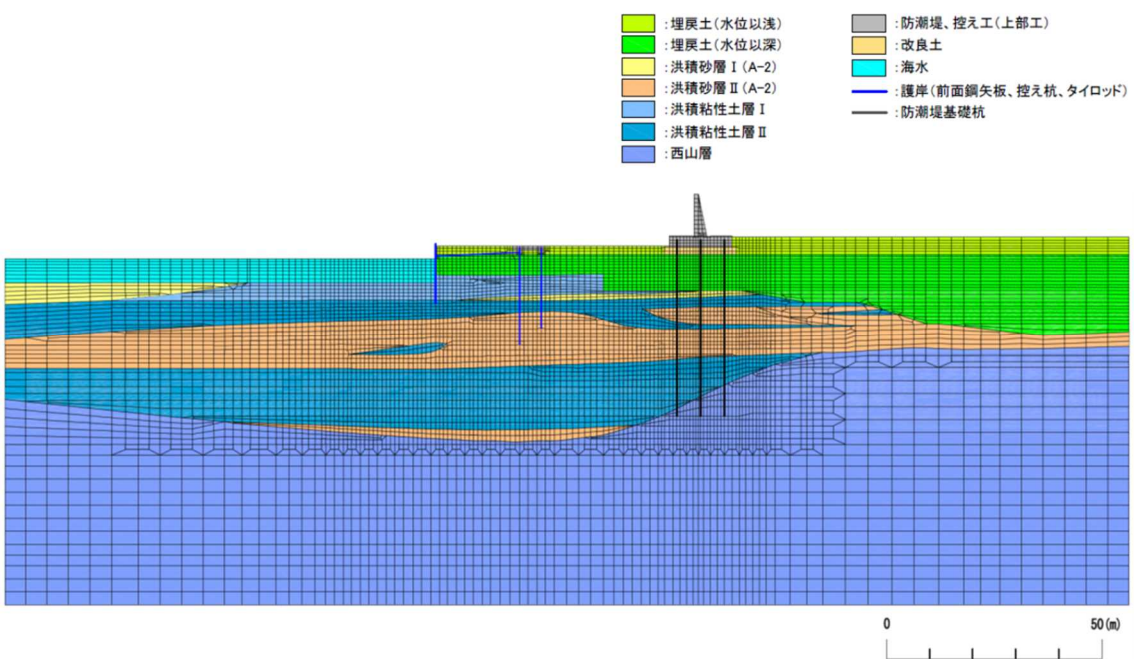 :埋戻土(水位以浅)
:埋戻土(水位以深)
:洪積砂層Ⅰ(A-2)
:洪積砂層Ⅱ(A-2)
:洪積粘性土層Ⅰ
:洪積粘性土層Ⅱ
:西山層
:防潮堤、控え工(上部工)
:改良土
:海水
:護岸(前面鋼矢板、控え杭、タイロッド)
:防潮堤基礎杭
0 50(m)